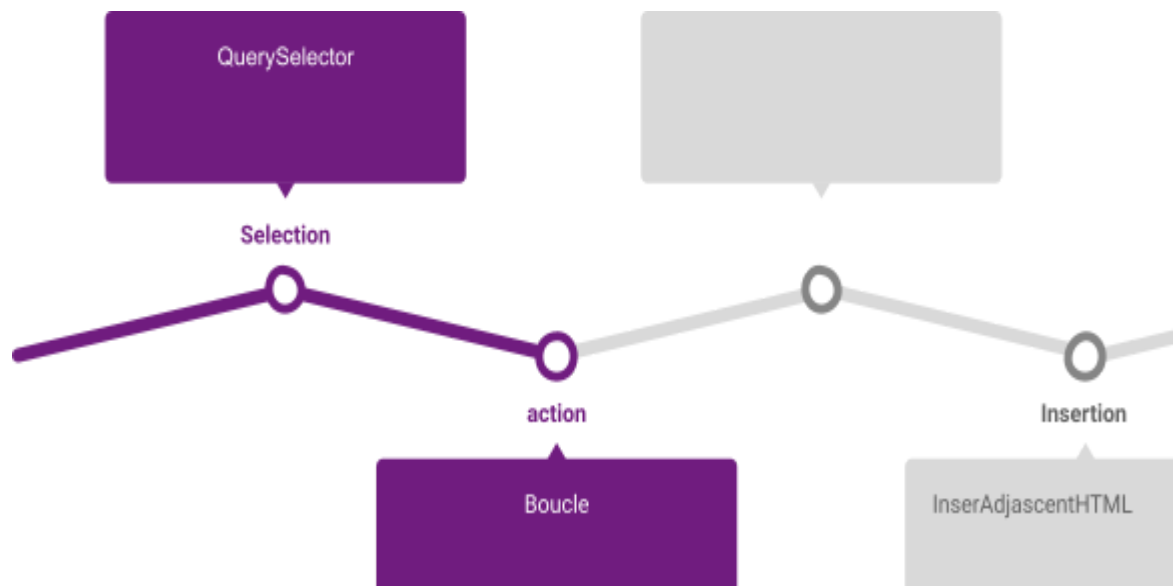 QuerySelector
Selection
action
Boucle
Insertion
InserAdjascentHTML